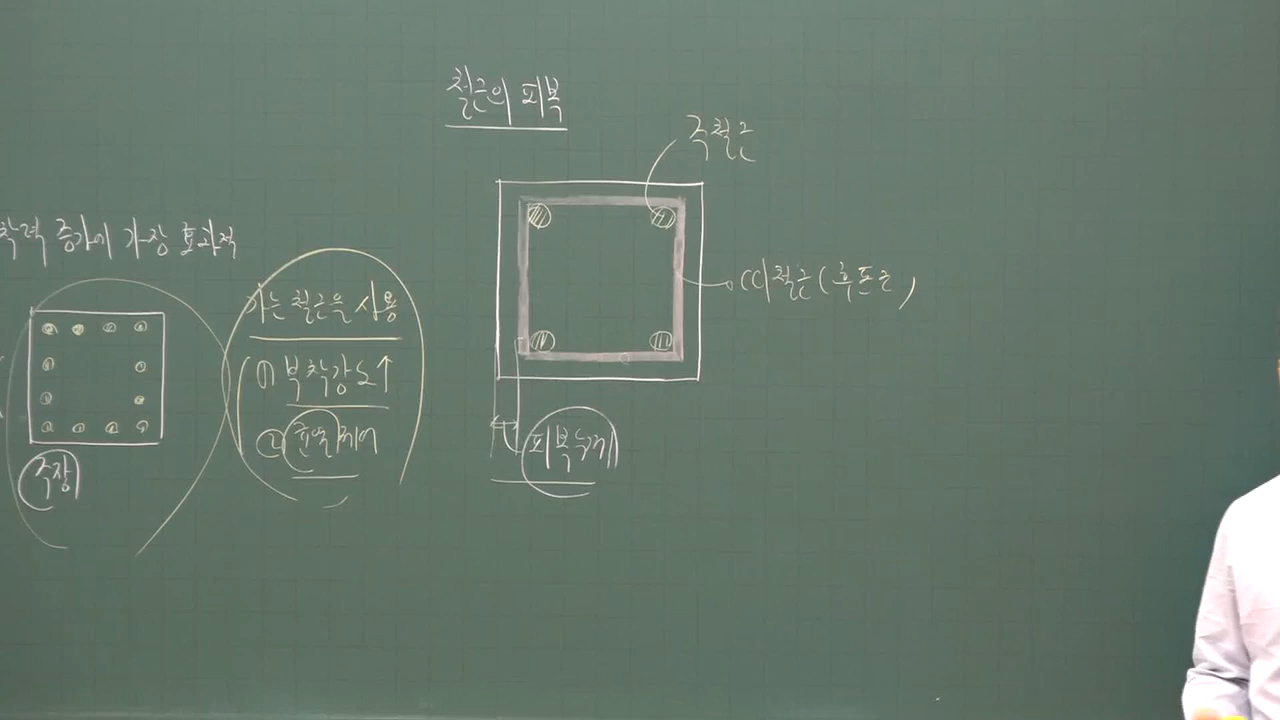 착력 증가에 가장 효과적
주장
가는 철근을 사용
① 부착강도↑
② 균열제어
철근의 피복
주철근
띠철근(후프근)
피복두께